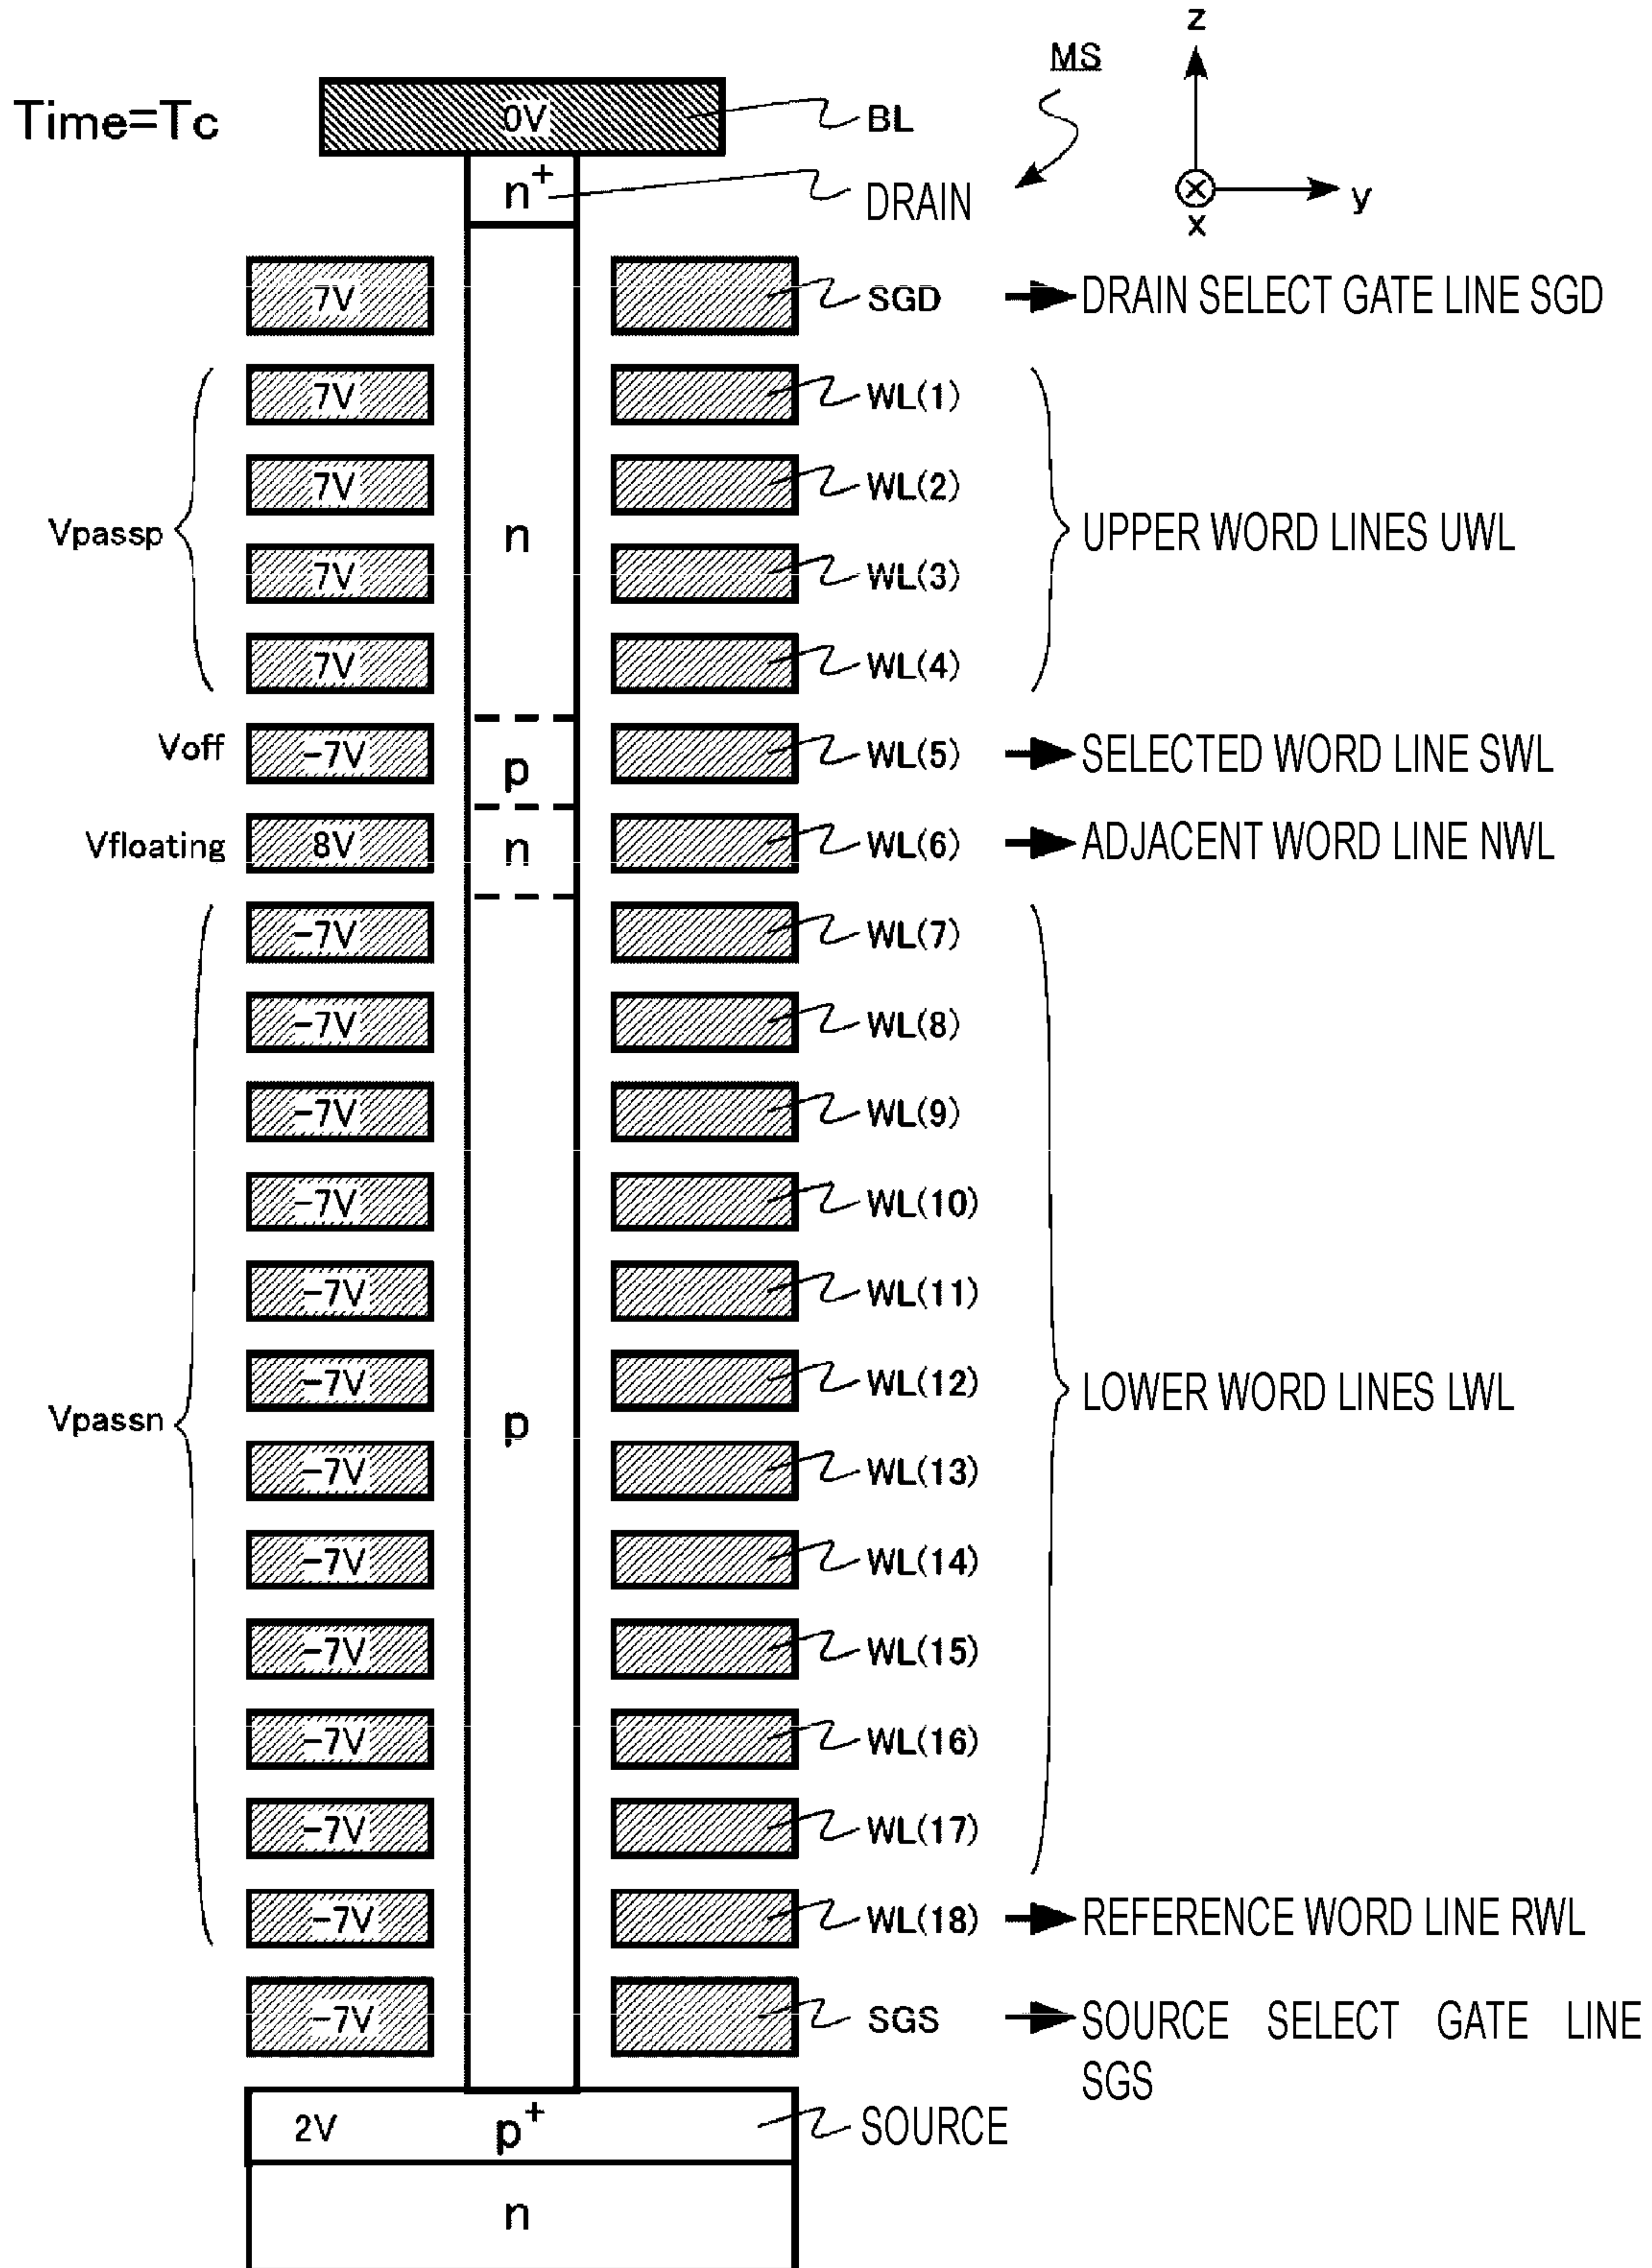 z
MS
Time=Tc
0V
BL
n+
DRAIN
y
x
7V
SGD
DRAIN SELECT GATE LINE SGD
7V
WL(1)
7V
WL(2)
Vpassp
n
UPPER WORD LINES UWL
7V
WL(3)
7V
WL(4)
Voff
-7V
p
WL(5)
SELECTED WORD LINE SWL
Vfloating
8V
n
WL(6)
ADJACENT WORD LINE NWL
-7V
WL(7)
-7V
WL(8)
-7V
WL(9)
-7V
WL(10)
-7V
WL(11)
-7V
WL(12)
LOWER WORD LINES LWL
Vpassn
p
-7V
WL(13)
-7V
WL(14)
-7V
WL(15)
-7V
WL(16)
-7V
WL(17)
-7V
WL(18)
REFERENCE WORD LINE RWL
-7V
SGS
SOURCE SELECT GATE LINE
SGS
2V
p+
SOURCE
n